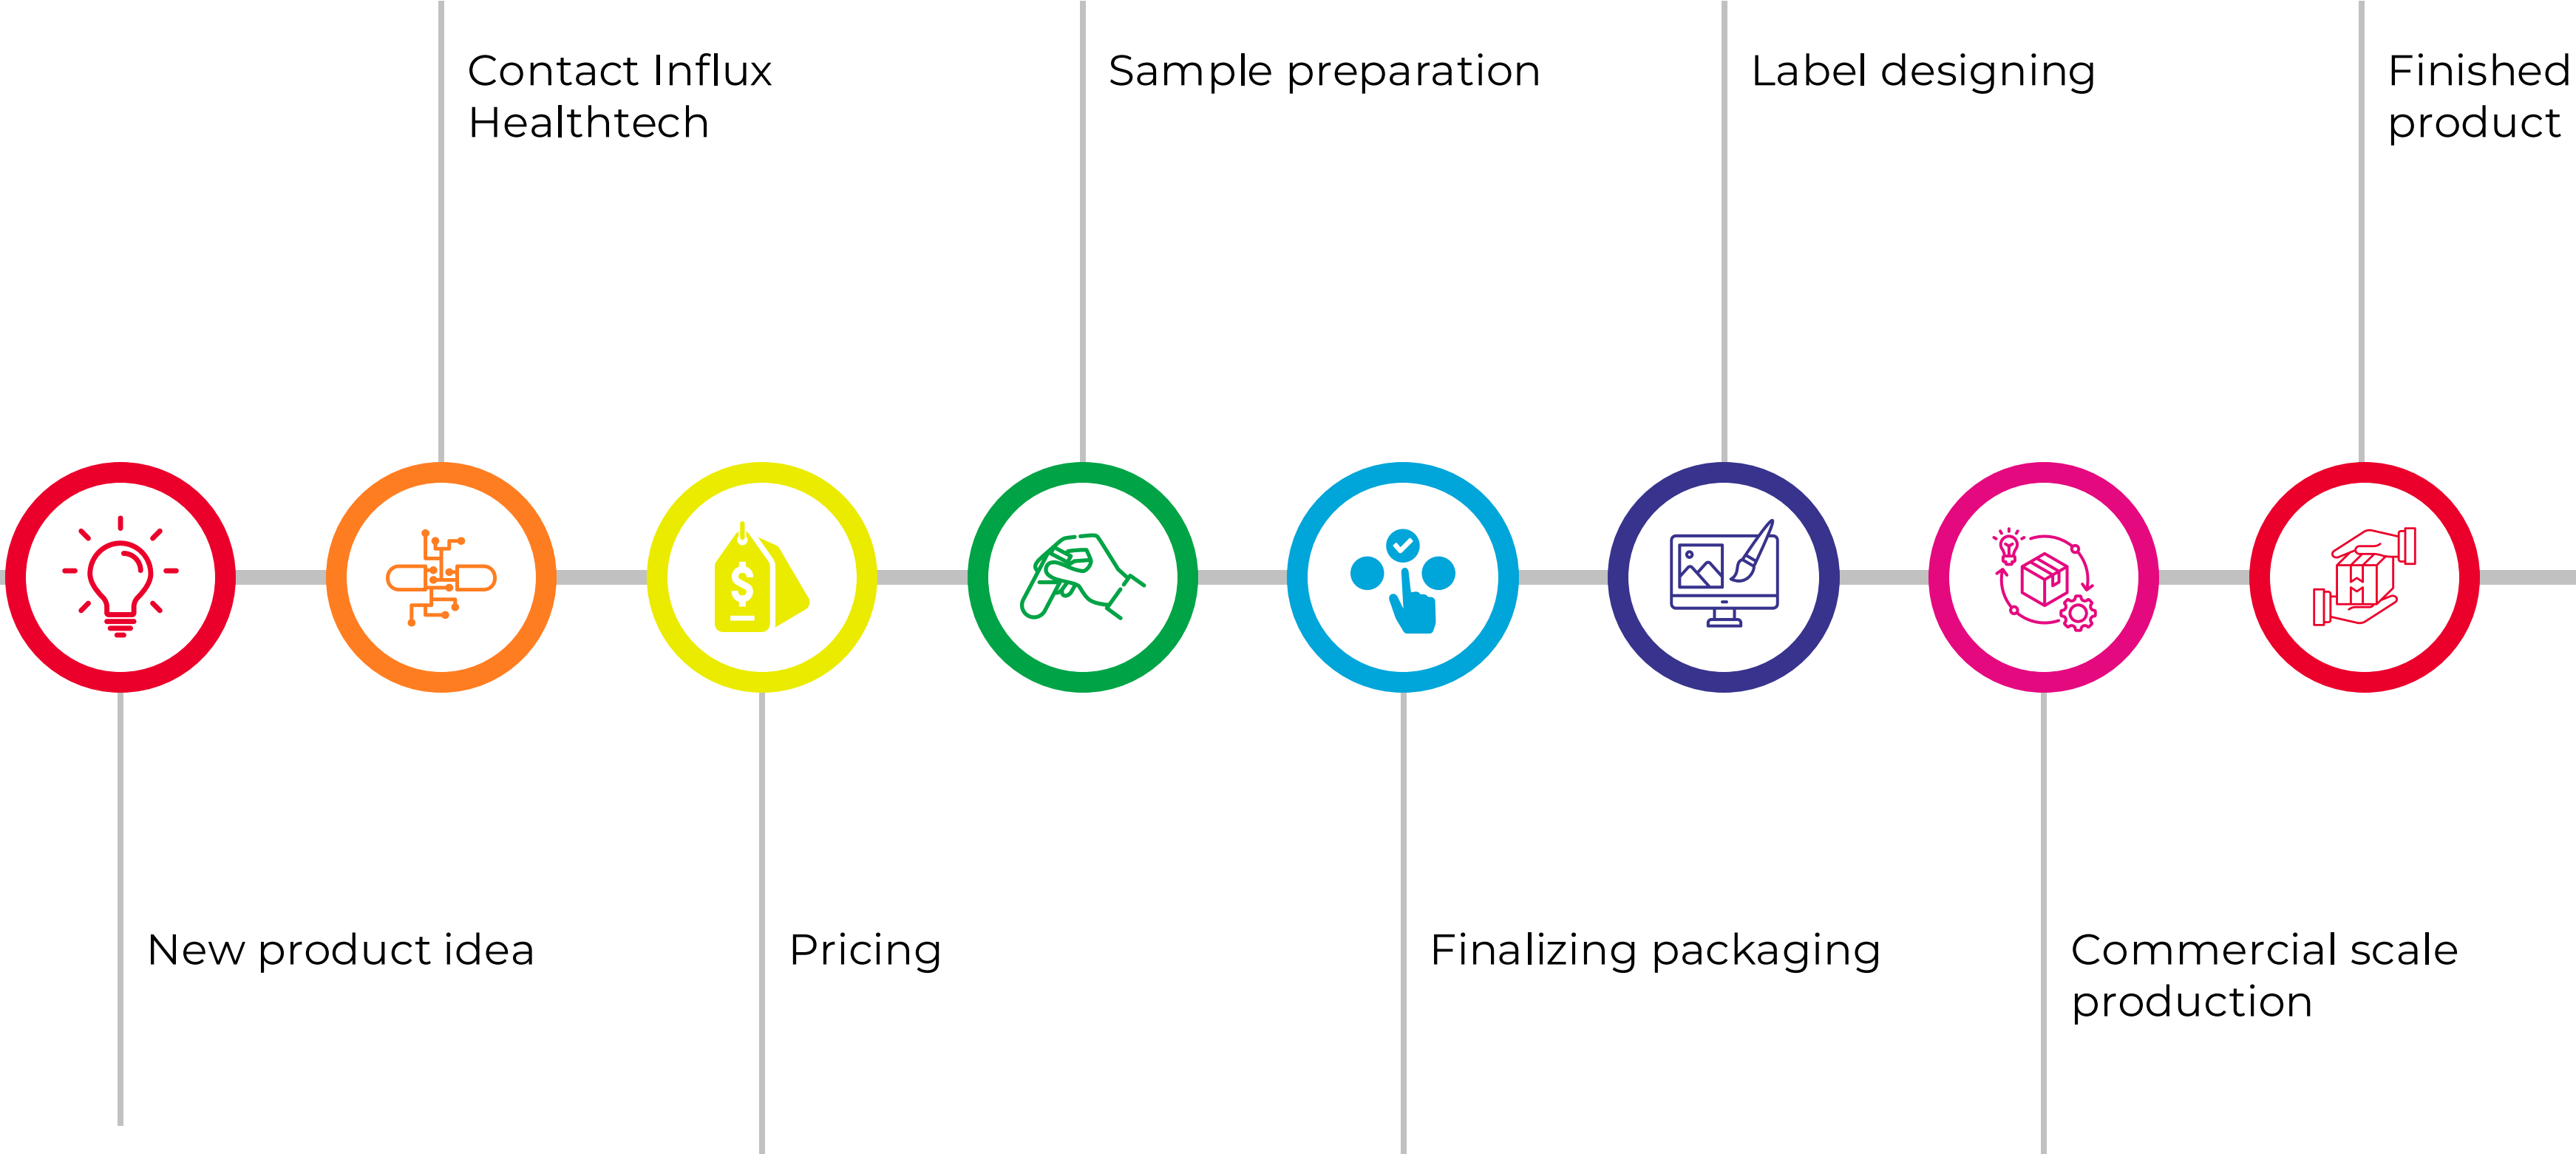 Contact Influx
Healthtech
Sample preparation
Label designing
Finished
product
$
New product idea
Pricing
Finalizing packaging
Commercial scale
production